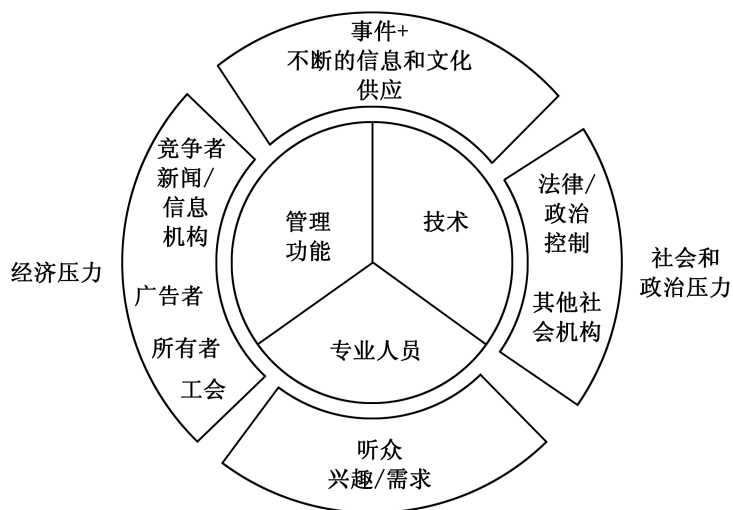 事件+
不断的信息和文化
供应
竞争者
新闻/
信息
机构
广告者
所有者
工会
经济压力
管理
功能
技术
专业人员
法律/
政治
控制
其他社
会机构
社会和
政治压力
听众
兴趣/需求